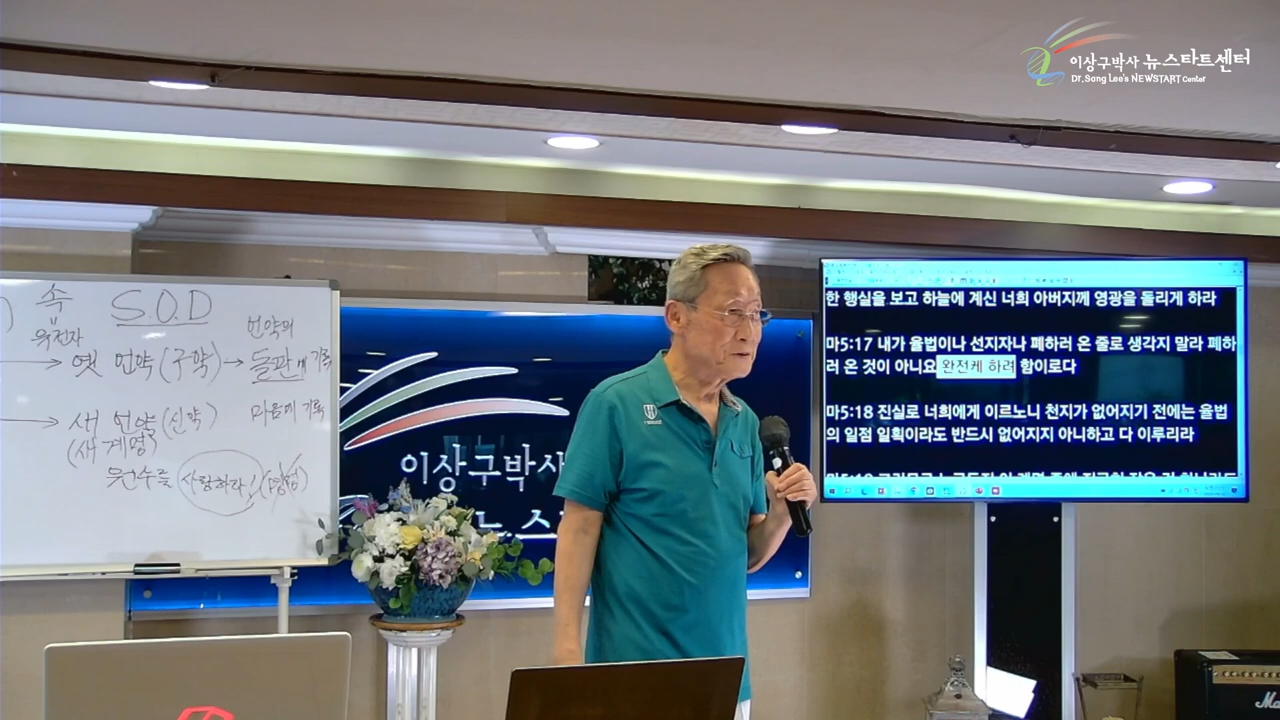 이상구박사 뉴스타트센터
Dr. Sang Lee's NEWSTART Center
속
유전자
S.O.D
언약의
옛 언약(구약) → 돌판에 기록
새 언약(신약) 마음에 기록
(새 계명)
원수를 사랑하라!
이상구박사
뉴스
한 행실을 보고 하늘에 계신 너희 아버지께 영광을 돌리게 하라
마5:17 내가 율법이나 선지자나 폐하러 온 줄로 생각지 말라 폐하
러 온 것이 아니요 완전케 하려 함이로다
마5:18 진실로 너희에게 이르노니 천지가 없어지기 전에는 율법
의 일점 일획이라도 반드시 없어지지 아니하고 다 이루리라